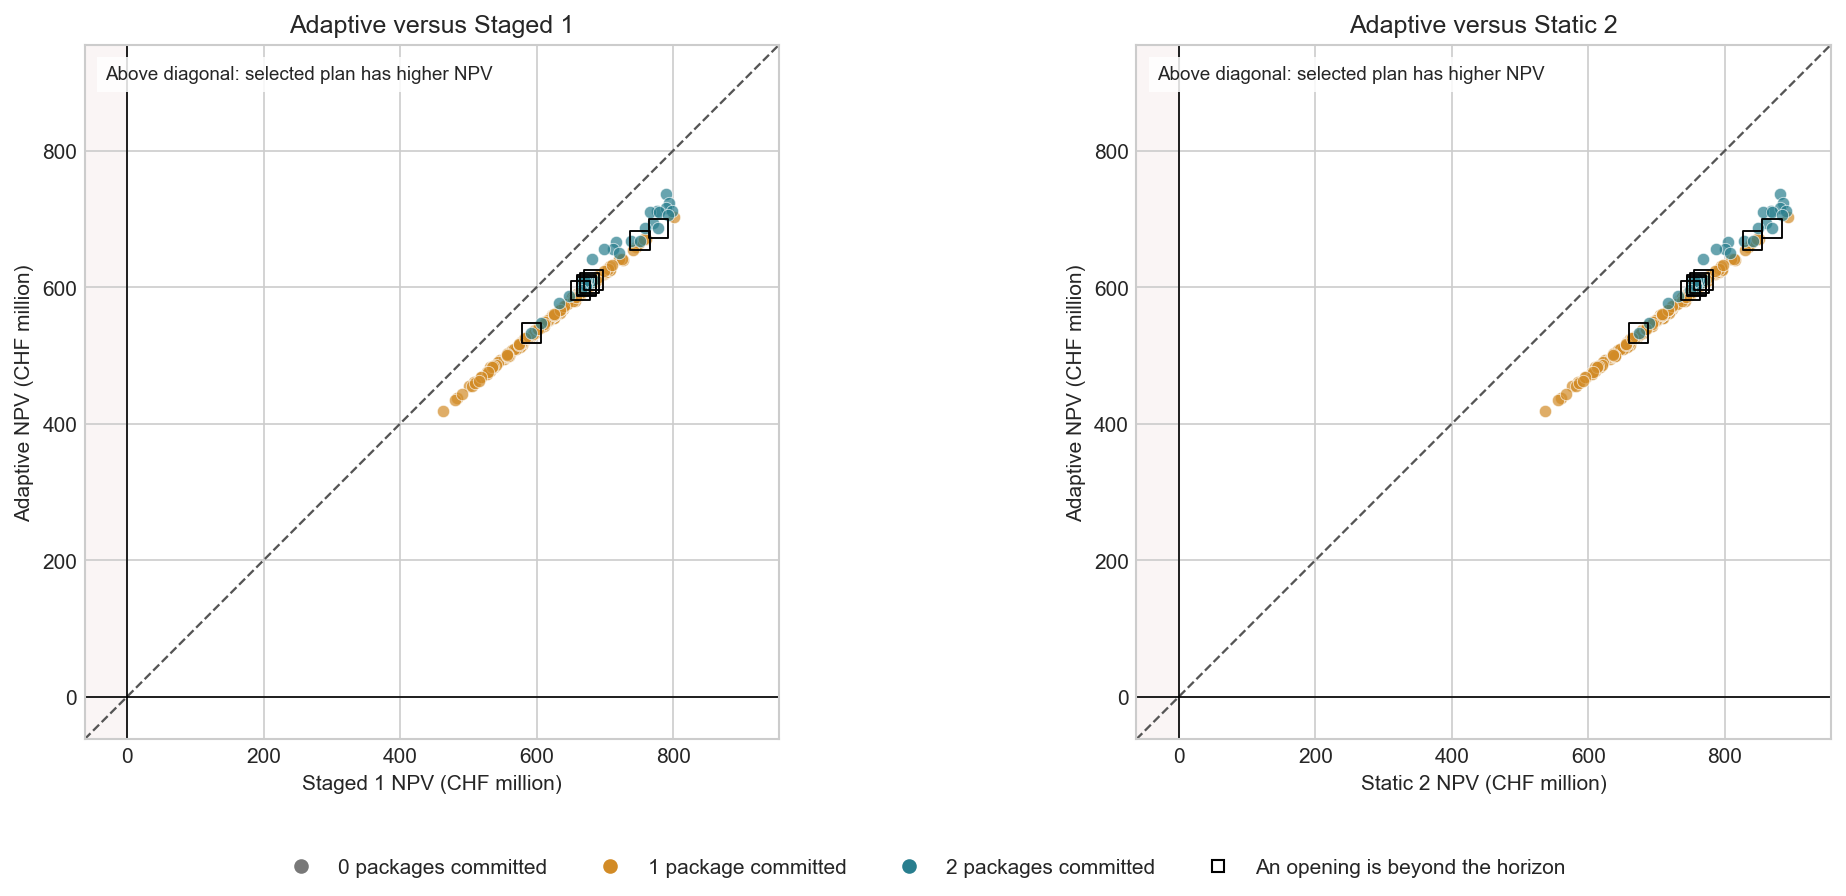 Adaptive versus Staged 1
Above diagonal: selected plan has higher NPV
Adaptive NPV (CHF million)
800
600
400
200
0
0 200 400 600 800
Staged 1 NPV (CHF million)
Adaptive versus Static 2
Above diagonal: selected plan has higher NPV
Adaptive NPV (CHF million)
800
600
400
200
0
0 200 400 600 800
Static 2 NPV (CHF million)
0 packages committed 1 package committed 2 packages committed An opening is beyond the horizon